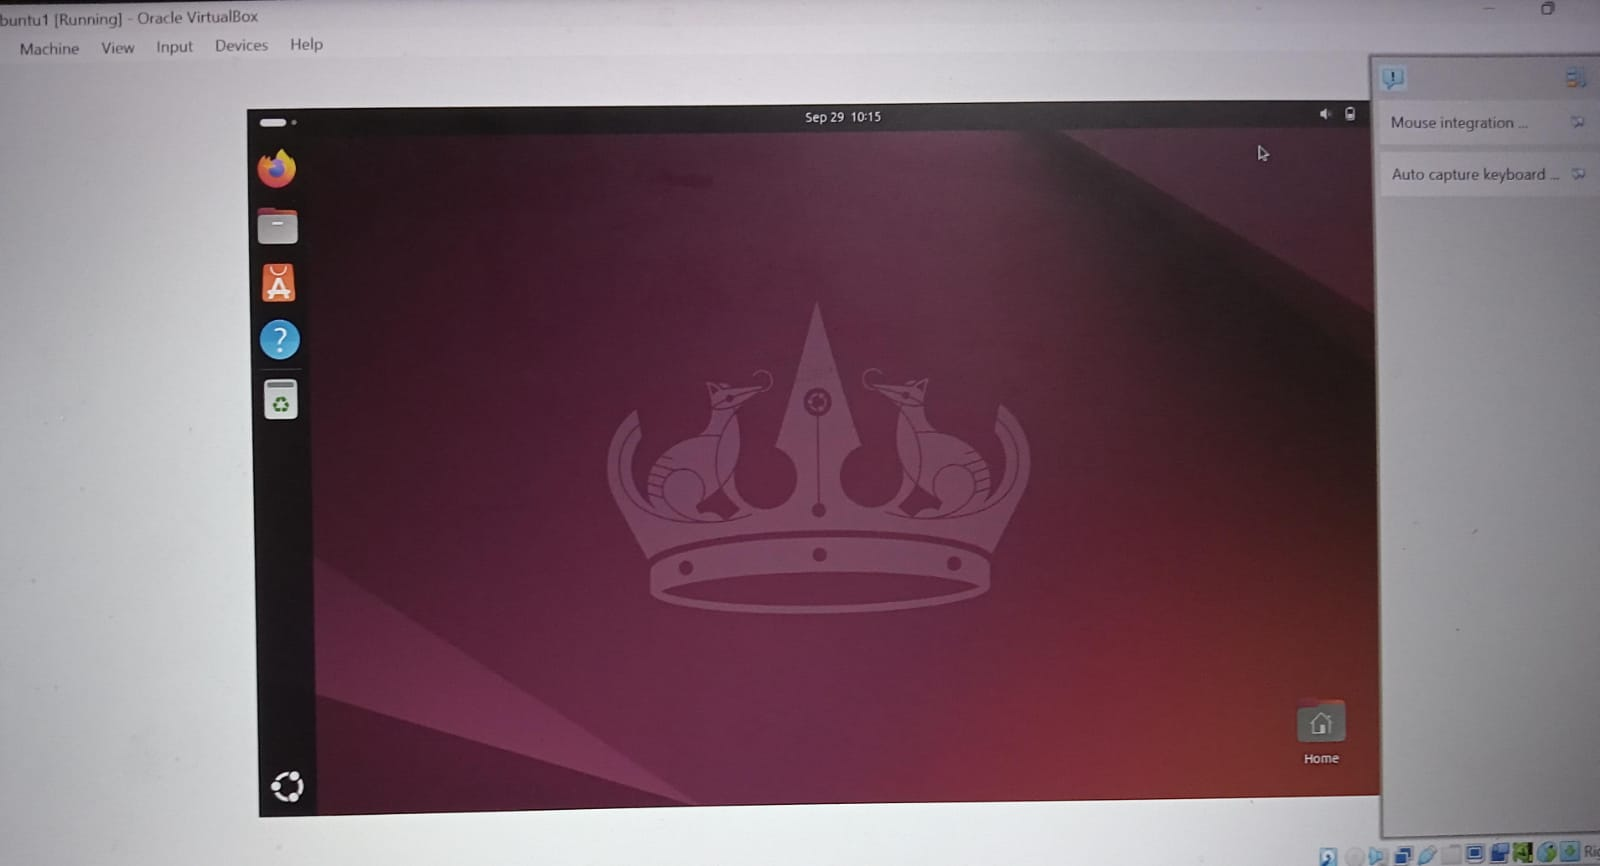 buntu1 [Running] - Oracle VirtualBox
Machine View Input Devices Help
Sep 29 10:15
Mouse integration ...
Auto capture keyboard ...
Home